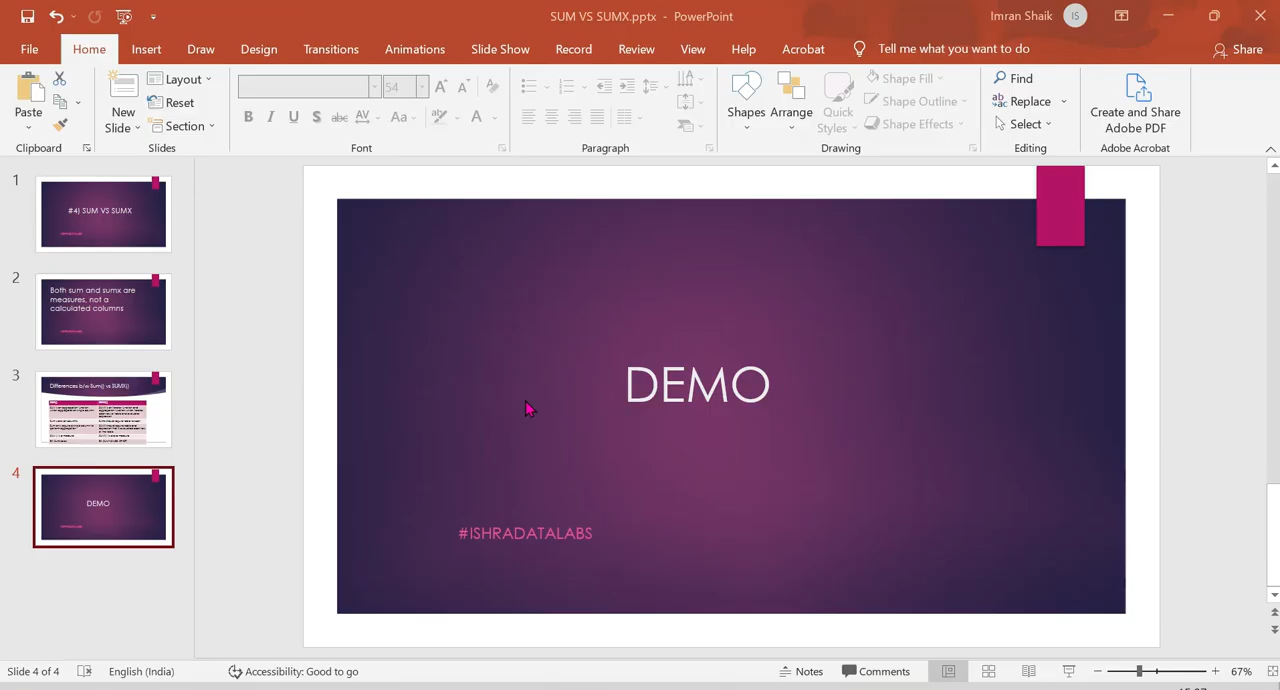 SUM VS SUMX.pptx - PowerPoint
Imran Shaik IS
File Home Insert Draw Design Transitions Animations Slide Show Record Review View Help Acrobat Tell me what you want to do Share
Paste
Clipboard
New Slide
Layout
Reset
Section
Slides
54
A A
B I U S abc AV Aa A
Font
Paragraph
Shapes
Arrange
Quick Styles
Shape Fill
Shape Outline
Shape Effects
Drawing
Find
Replace
Select
Editing
Create and Share
Adobe PDF
Adobe Acrobat
1
#4) SUM VS SUMX
2
Both sum and sumx are
measures, not a
calculated columns
3
Differences b/w Sum() vs SUMX()
4
DEMO
DEMO
#ISHRADATALABS
Slide 4 of 4 English (India) Accessibility: Good to go Notes Comments 67%